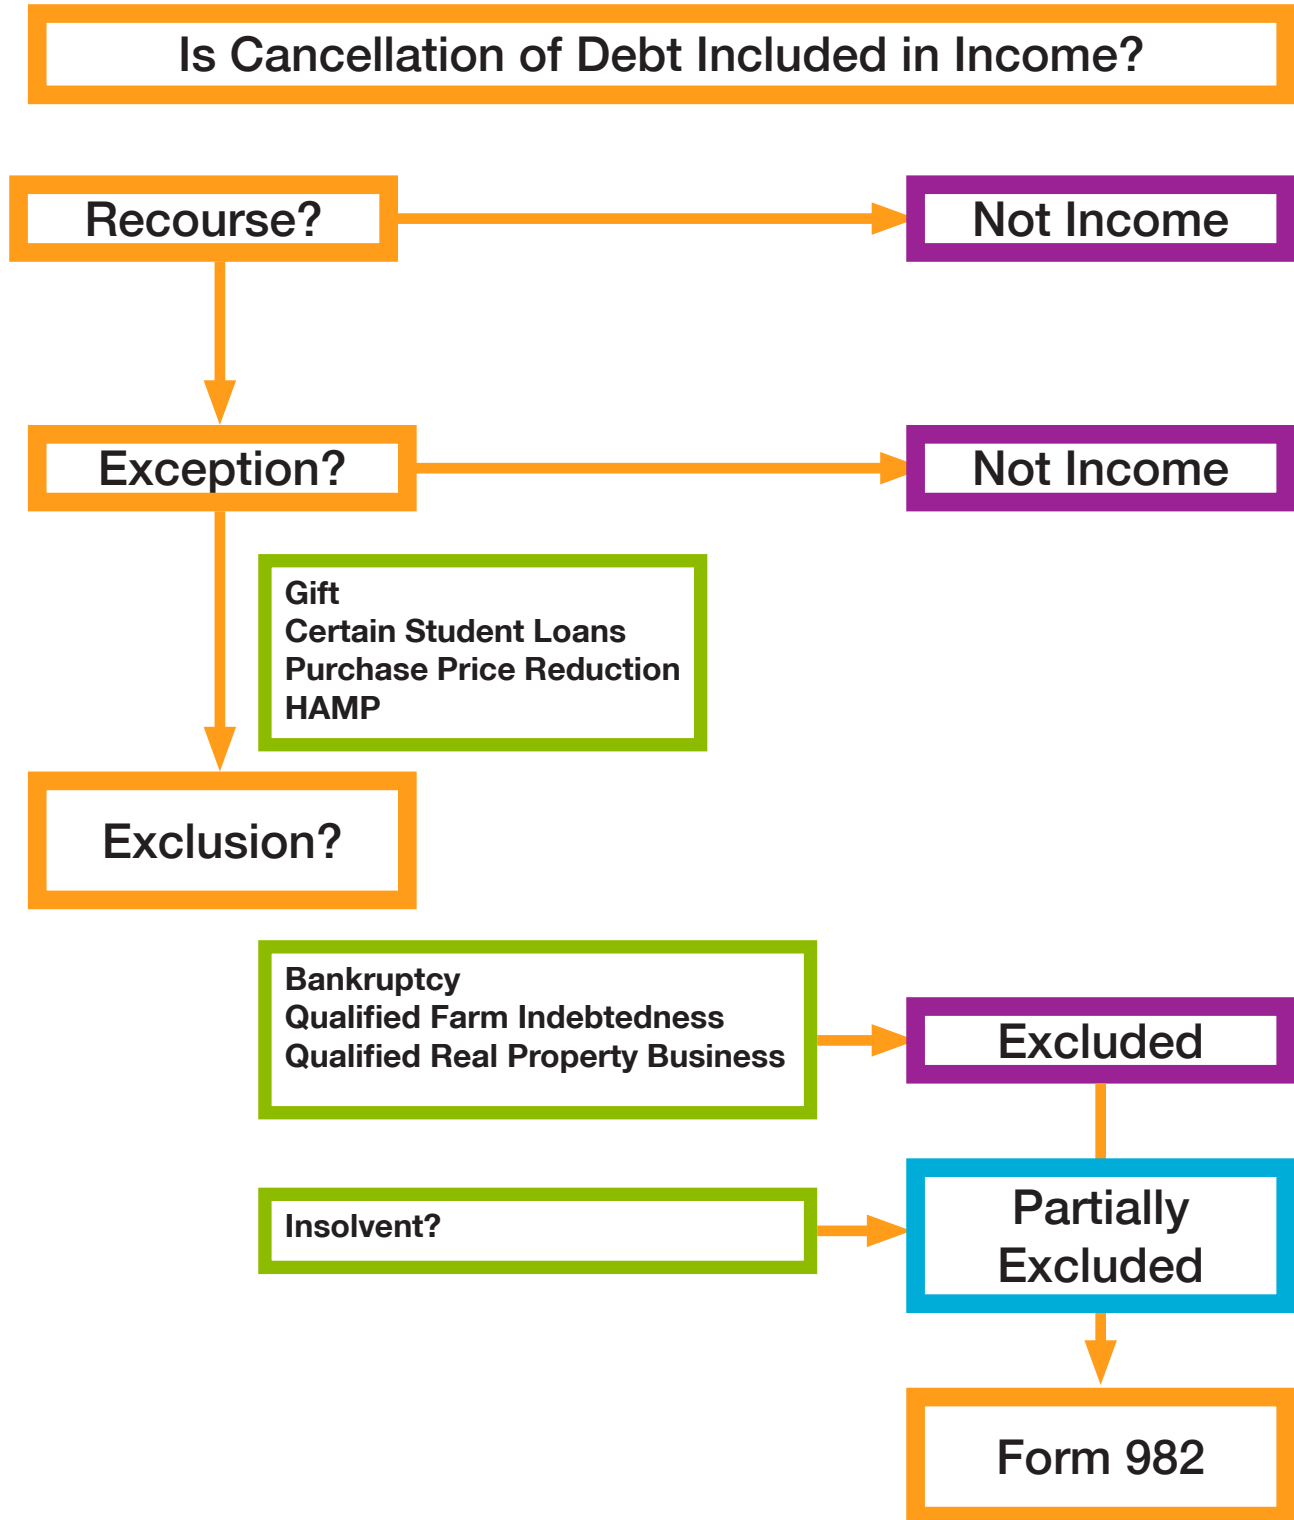 Is Cancellation of Debt Included in Income?
Recourse?
Not Income
Exception?
Not Income
Gift
Certain Student Loans
Purchase Price Reduction
HAMP
Exclusion?
Bankruptcy
Qualified Farm Indebtedness
Qualified Real Property Business
Excluded
Insolvent?
Partially
Excluded
Form 982